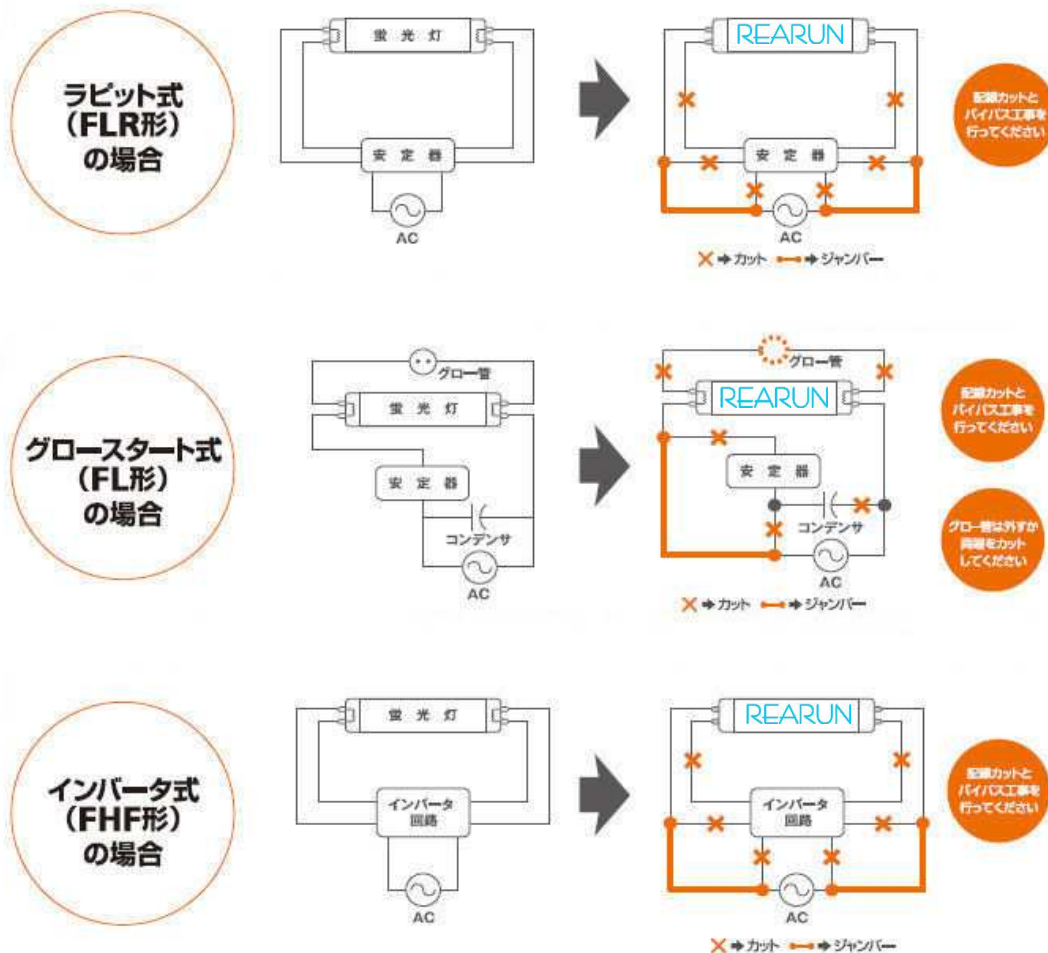 ラピット式
(FLR形)
の場合
蛍光灯
安定器
AC
REARUN
安定器
AC
✕➡カット ➡ジャンパー
配線カットと
バイパス工事を
行ってください
グロースタート式
(FL形)
の場合
グロー管
蛍光灯
安定器
コンデンサ
AC
グロー管
REARUN
安定器
コンデンサ
AC
✕➡カット ➡ジャンパー
配線カットと
バイパス工事を
行ってください
グロー管は外すか
両端をカット
してください
インバータ式
(FHF形)
の場合
蛍光灯
インバータ
回路
AC
REARUN
インバータ
回路
AC
✕➡カット ➡ジャンパー
配線カットと
バイパス工事を
行ってください